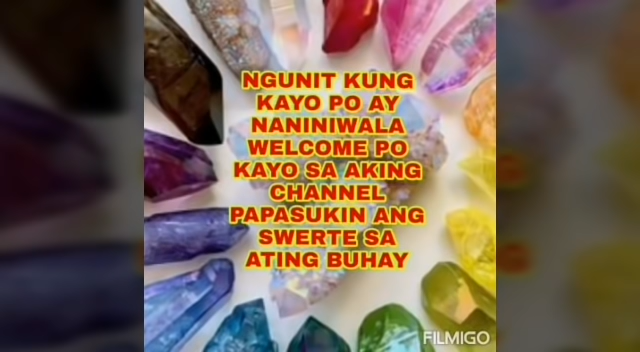 NGUNIT KUNG
KAYO PO AY
NANINIWALA
WELCOME PO
KAYO SA AKING
CHANNEL
PAPASUKIN ANG
SWERTE SA
ATING BUHAY
FILMIGO